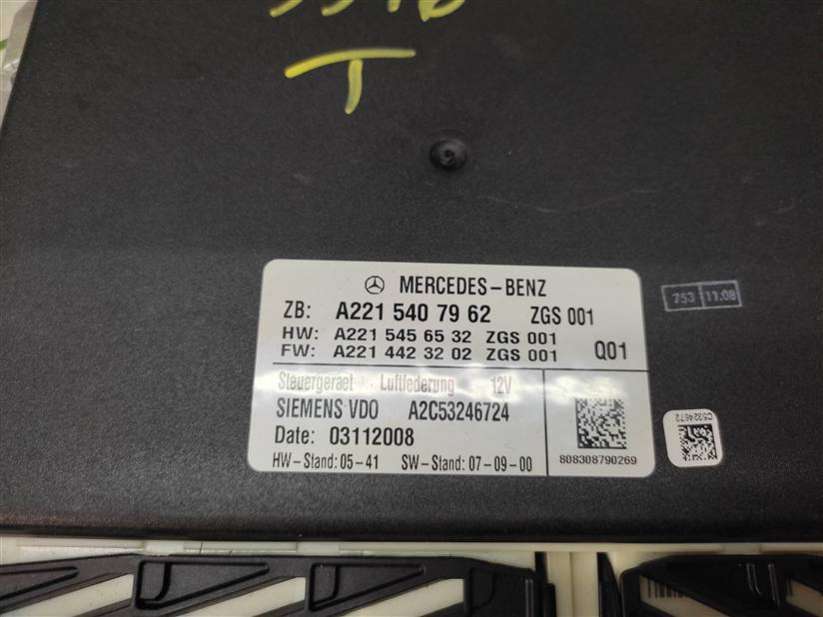 T
MERCEDES-BENZ
ZB: A221 540 79 62 ZGS 001
HW: A221 545 65 32 ZGS 001
FW: A221 442 32 02 ZGS 001 Q01
Steuergeraet Luftfederung 12V
SIEMENS VDO A2C53246724
Date: 03112008
HW-Stand: 05-41 SW-Stand: 07-09-00
808308790269
753 11.08